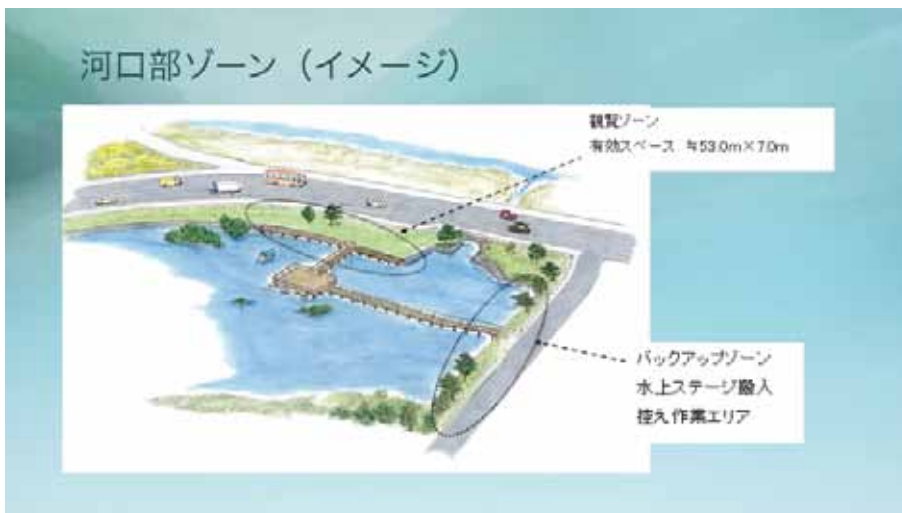 河口部ゾーン（イメージ）
観覧ゾーン
有効スペース ≒53.0m×7.0m
バックアップゾーン
水上ステージ搬入
控え作業エリア